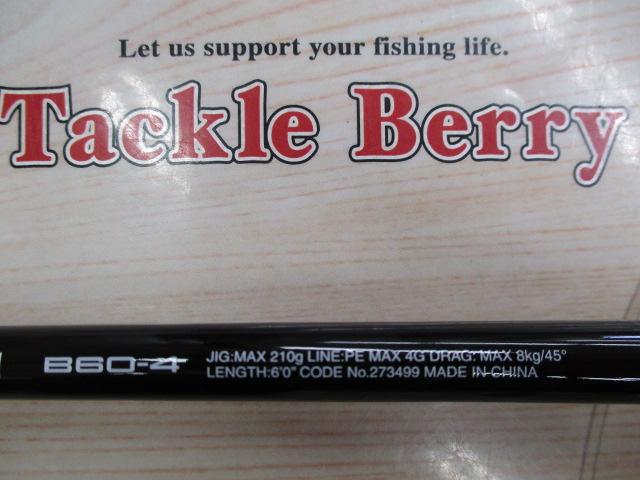 Let us support your fishing life.
Tackle Berry
B60-4
JIG:MAX 210g LINE:PE MAX 4G DRAG: MAX 8kg/45°
LENGTH:6'0" CODE No.273499 MADE IN CHINA